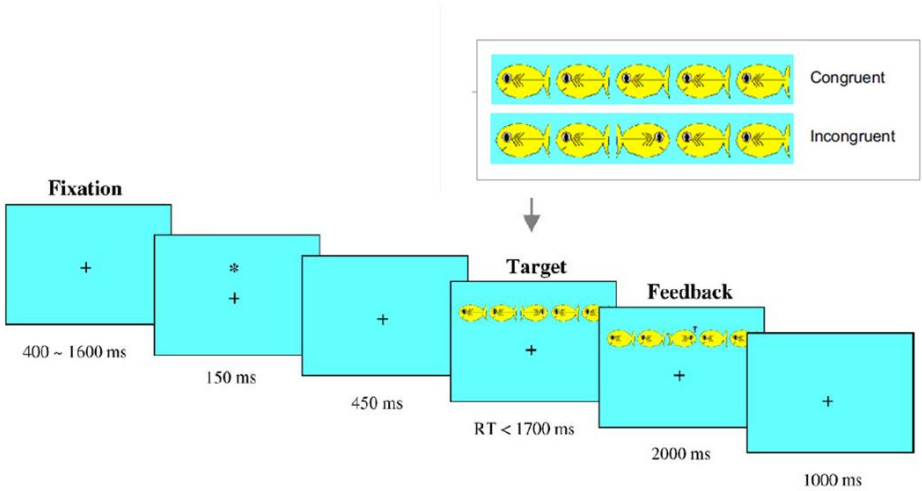 Congruent
Incongruent
Fixation
+
400 ~ 1600 ms
*
+
150 ms
+
450 ms
Target
+
RT < 1700 ms
Feedback
+
2000 ms
+
1000 ms